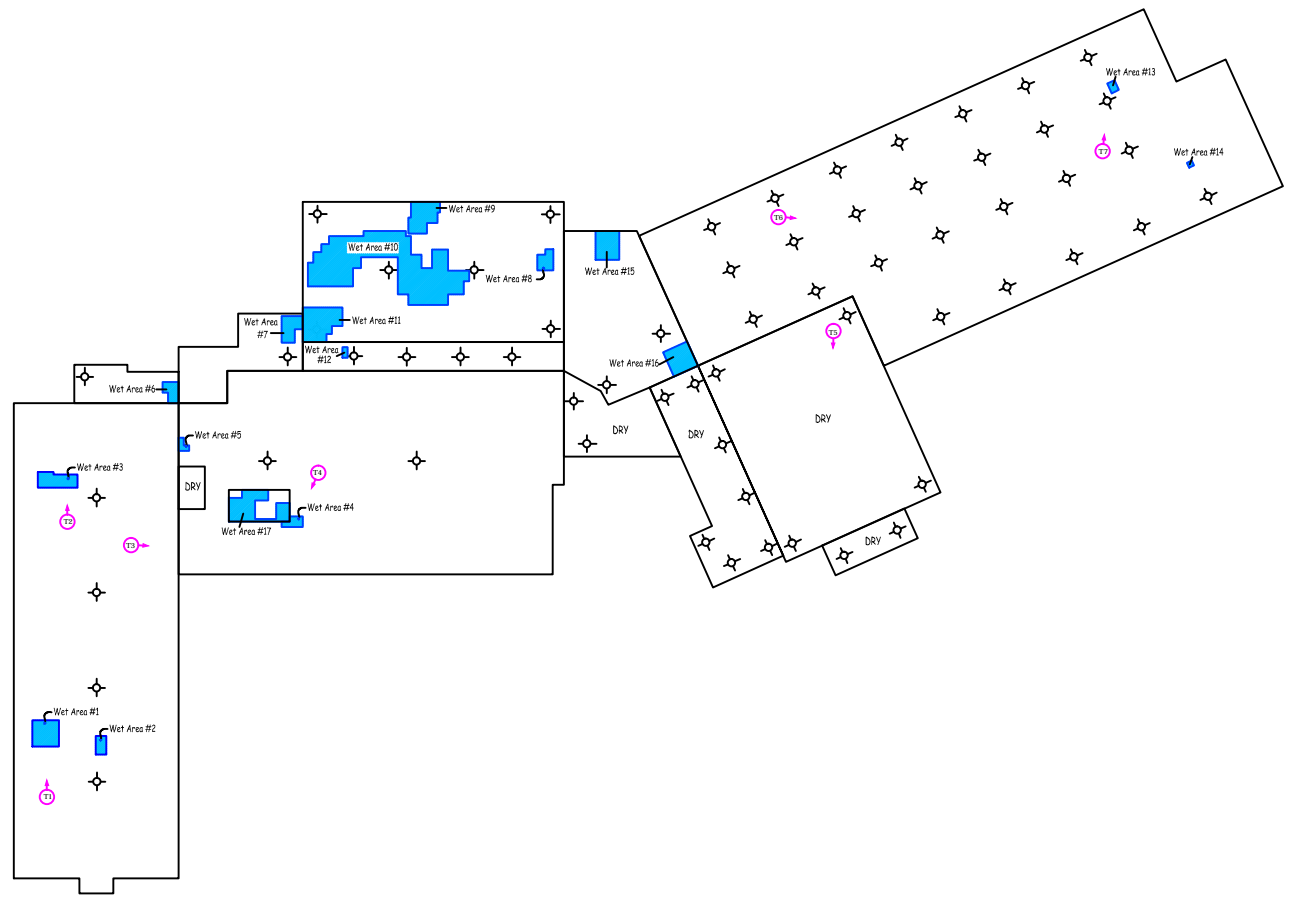 Wet Area #13
T7
Wet Area #14
Wet Area #9
T6
Wet Area #10
Wet Area #15
Wet Area #8
Wet Area
#7
Wet Area #11
T5
Wet Area
#12
Wet Area #16
Wet Area #6
DRY
DRY
DRY
Wet Area #5
Wet Area #3
T4
DRY
Wet Area #4
T2
Wet Area #17
T3
DRY
Wet Area #1
Wet Area #2
T1